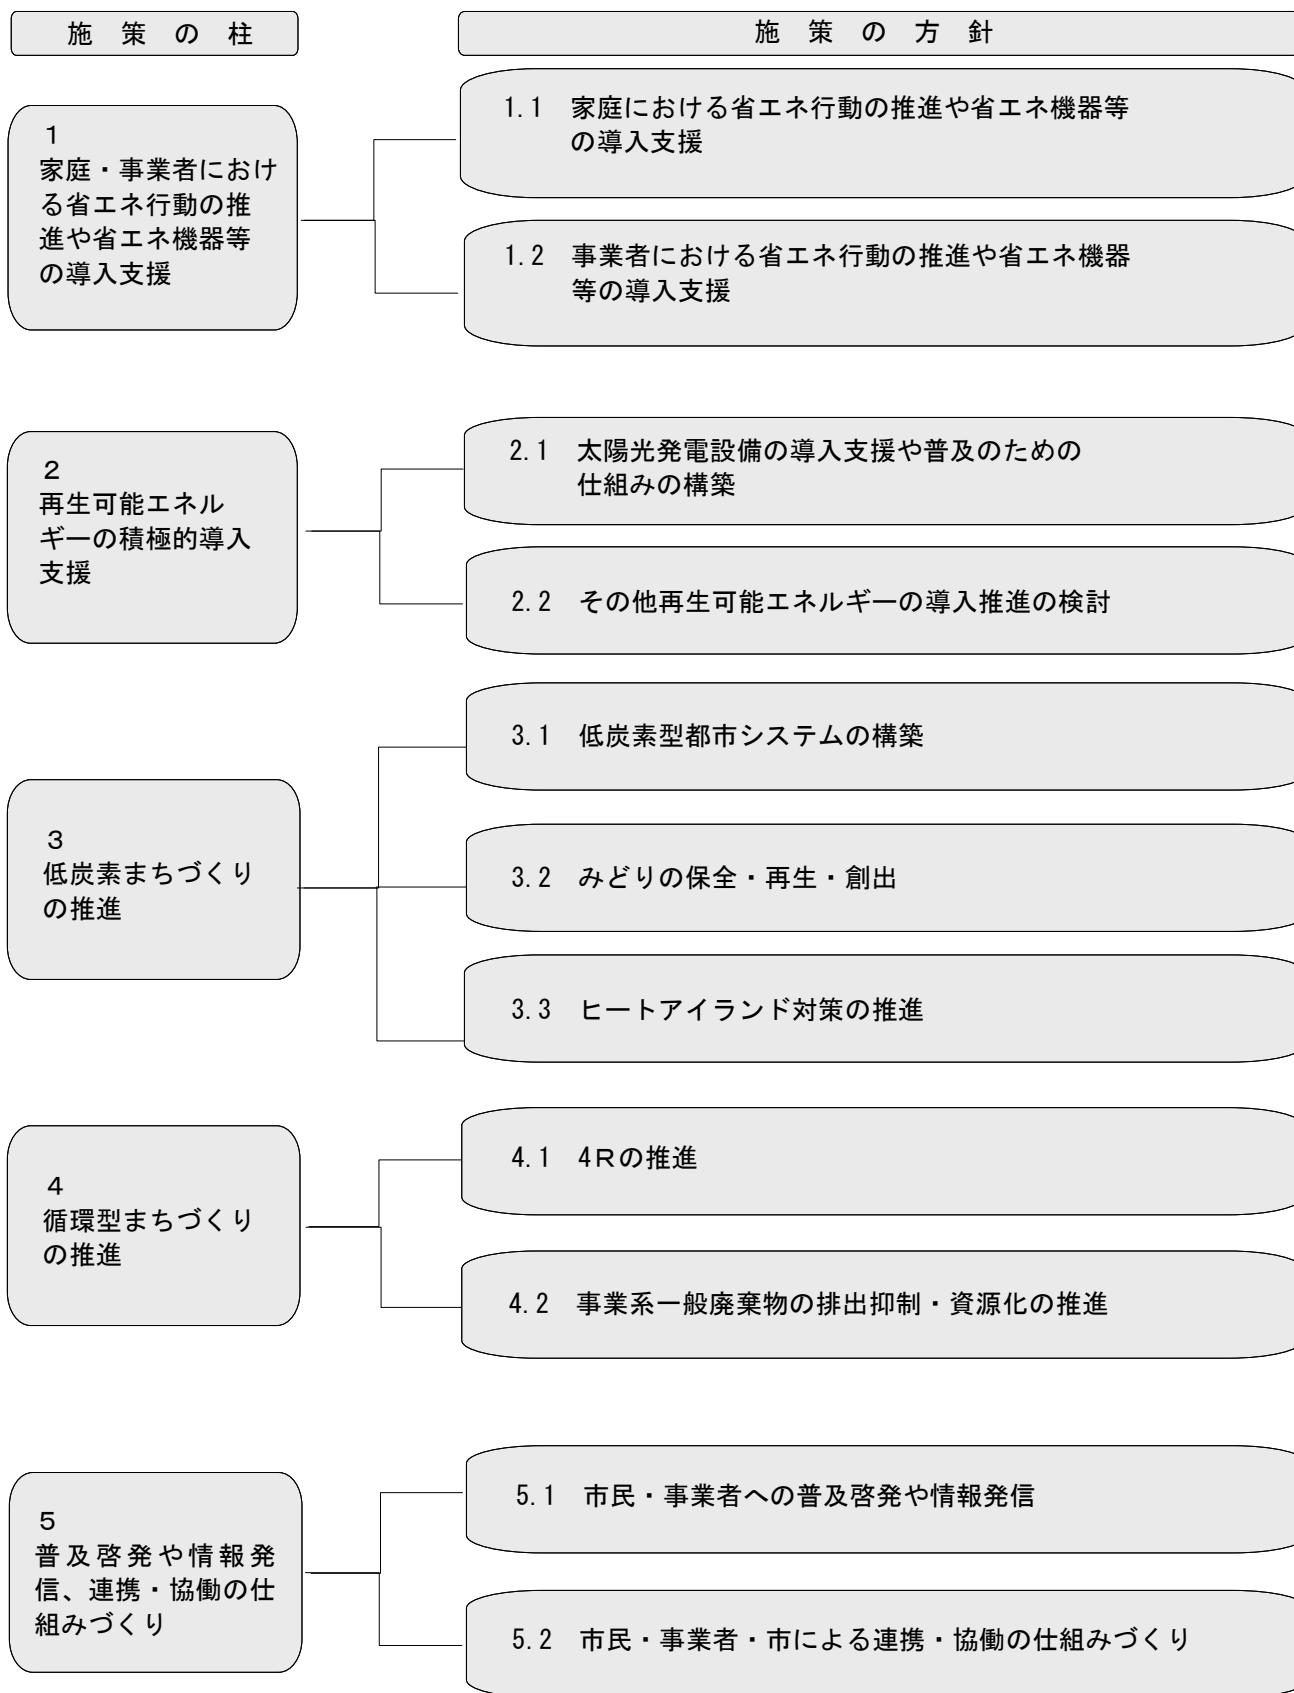 施策の柱
施策の方針
1
家庭・事業者におけ
る省エネ行動の推
進や省エネ機器等
の導入支援
1.1 家庭における省エネ行動の推進や省エネ機器等
の導入支援
1.2 事業者における省エネ行動の推進や省エネ機器
等の導入支援
2
再生可能エネル
ギーの積極的導入
支援
2.1 太陽光発電設備の導入支援や普及のための
仕組みの構築
2.2 その他再生可能エネルギーの導入推進の検討
3
低炭素まちづくり
の推進
3.1 低炭素型都市システムの構築
3.2 みどりの保全・再生・創出
3.3 ヒートアイランド対策の推進
4
循環型まちづくり
の推進
4.1 4Rの推進
4.2 事業系一般廃棄物の排出抑制・資源化の推進
5
普及啓発や情報発
信、連携・協働の仕
組みづくり
5.1 市民・事業者への普及啓発や情報発信
5.2 市民・事業者・市による連携・協働の仕組みづくり